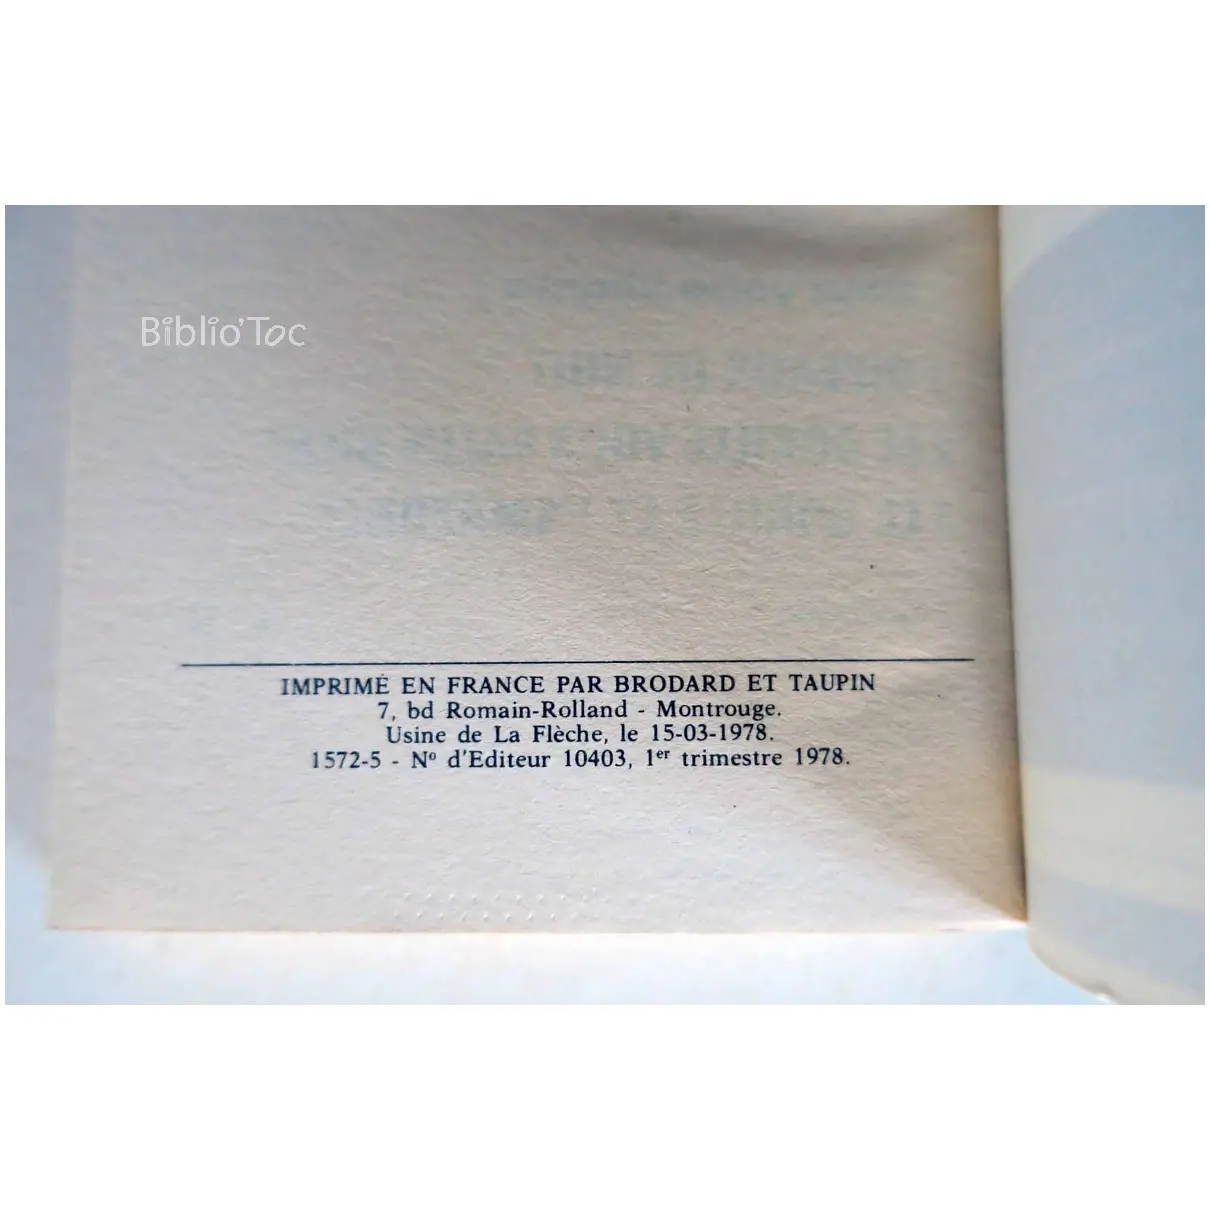 Biblio'Toc
IMPRIMÉ EN FRANCE PAR BRODARD ET TAUPIN
7, bd Romain-Rolland - Montrouge.
Usine de La Flèche, le 15-03-1978.
1572-5 - Nº d'Editeur 10403, 1er trimestre 1978.